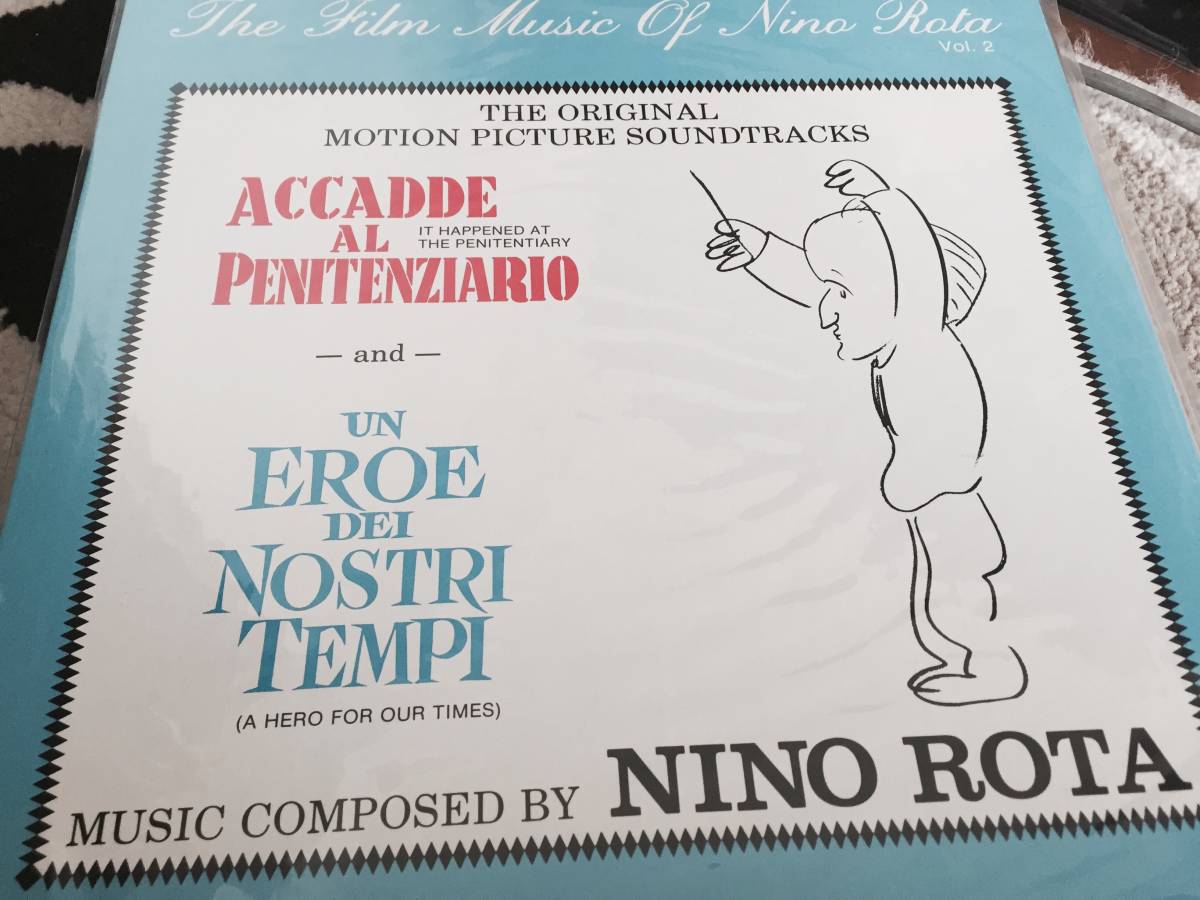 The Film Music Of Nino Rota
Vol. 2
THE ORIGINAL
MOTION PICTURE SOUNDTRACKS
ACCADDE
AL
PENITENZIARIO
IT HAPPENED AT
THE PENITENTIARY
— and —
UN
EROE
DEI
NOSTRI
TEMPI
(A HERO FOR OUR TIMES)
MUSIC COMPOSED BY NINO ROTA